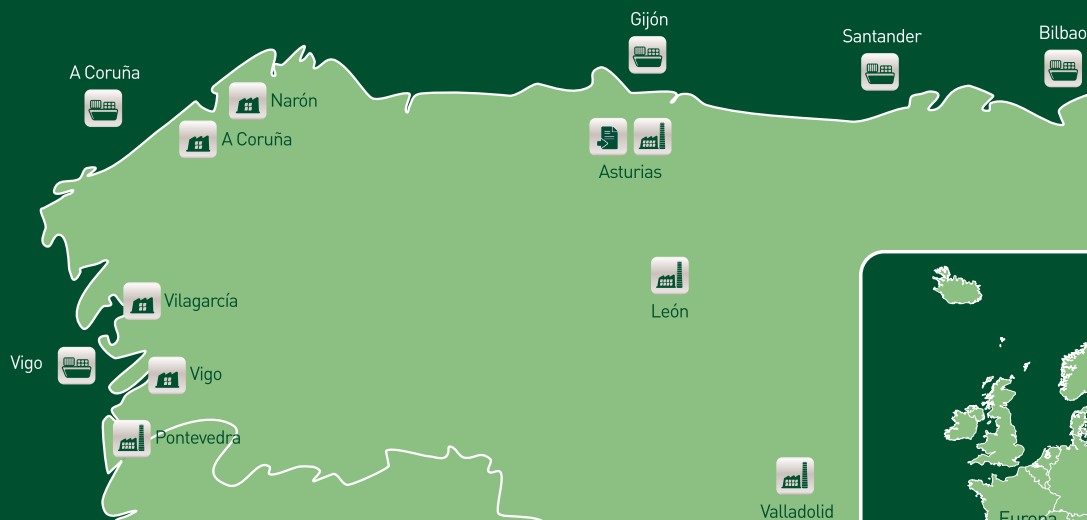 Gijón
Santander
Bilbao
A Coruña
Narón
A Coruña
Asturias
Vilagarcía
León
Vigo
Vigo
Pontevedra
Valladolid
Europa